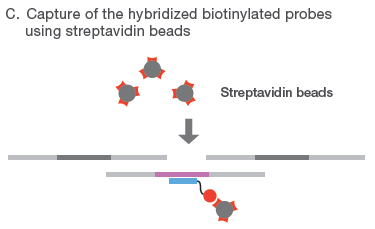 C. Capture of the hybridized biotinylated probes
using streptavidin beads
Streptavidin beads